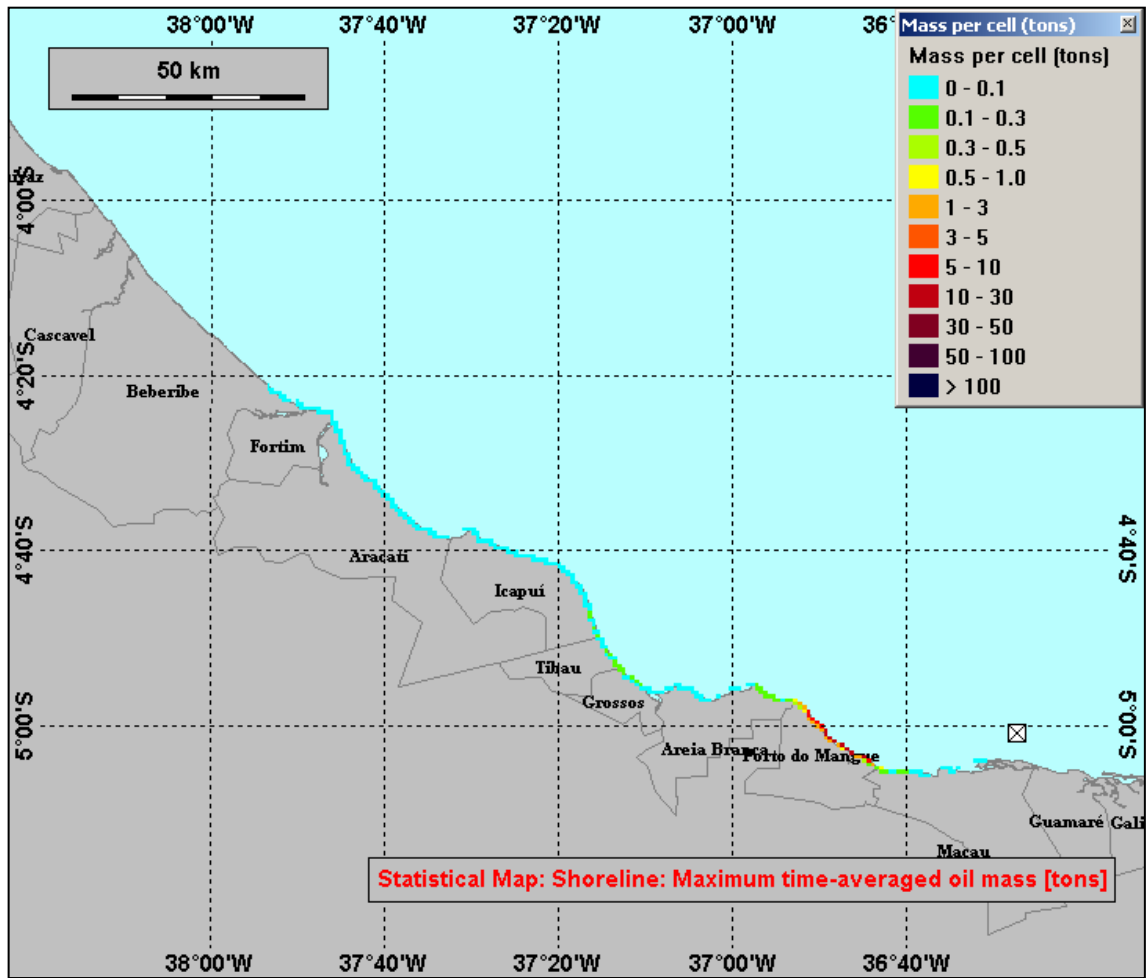 38°00'W 37°40'W 37°20'W 37°00'W
Mass per cell (tons)
Mass per cell [tons]
0 - 0.1
0.1 - 0.3
0.3 - 0.5
0.5 - 1.0
1 - 3
3 - 5
5 - 10
10 - 30
30 - 50
50 - 100
> 100
50 km
4°00'S
Cascavel
4°20'S
Beberibe
Fortim
4°40'S
4°40'S
Aracati
Icapuí
Tibau
Grossos
5°00'S
5°00'S
Areia Branca
Porto do Mangue
Guamaré
Gali
Macau
Statistical Map: Shoreline: Maximum time-averaged oil mass [tons]
38°00'W 37°40'W 37°20'W 37°00'W 36°40'W